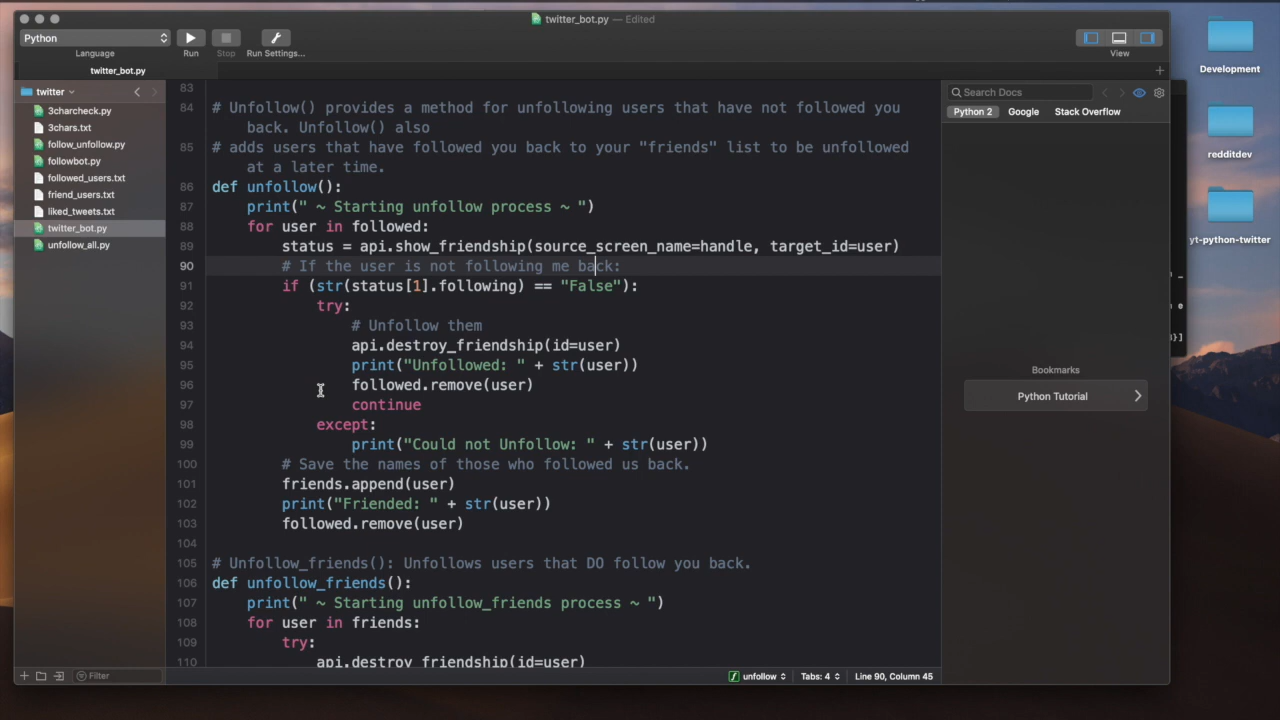 twitter_bot.py — Edited
Python
Language
Run
Stop
Run Settings...
View
twitter_bot.py
twitter
3charcheck.py
3chars.txt
follow_unfollow.py
followbot.py
followed_users.txt
friend_users.txt
liked_tweets.txt
twitter_bot.py
unfollow_all.py
Filter
83
84 # Unfollow() provides a method for unfollowing users that have not followed you
back. Unfollow() also
85 # adds users that have followed you back to your "friends" list to be unfollowed
at a later time.
86 def unfollow():
87 print(" ~ Starting unfollow process ~ ")
88 for user in followed:
89 status = api.show_friendship(source_screen_name=handle, target_id=user)
90 # If the user is not following me back:
91 if (str(status[1].following) == "False"):
92 try:
93 # Unfollow them
94 api.destroy_friendship(id=user)
95 print("Unfollowed: " + str(user))
96 followed.remove(user)
97 continue
98 except:
99 print("Could not Unfollow: " + str(user))
100 # Save the names of those who followed us back.
101 friends.append(user)
102 print("Friended: " + str(user))
103 followed.remove(user)
104
105 # Unfollow_friends(): Unfollows users that DO follow you back.
106 def unfollow_friends():
107 print(" ~ Starting unfollow_friends process ~ ")
108 for user in friends:
109 try:
110 api.destroy_friendship(id=user)
unfollow
Tabs: 4
Line 90, Column 45
Search Docs
Python 2
Google
Stack Overflow
Bookmarks
Python Tutorial
Development
redditdev
yt-python-twitter